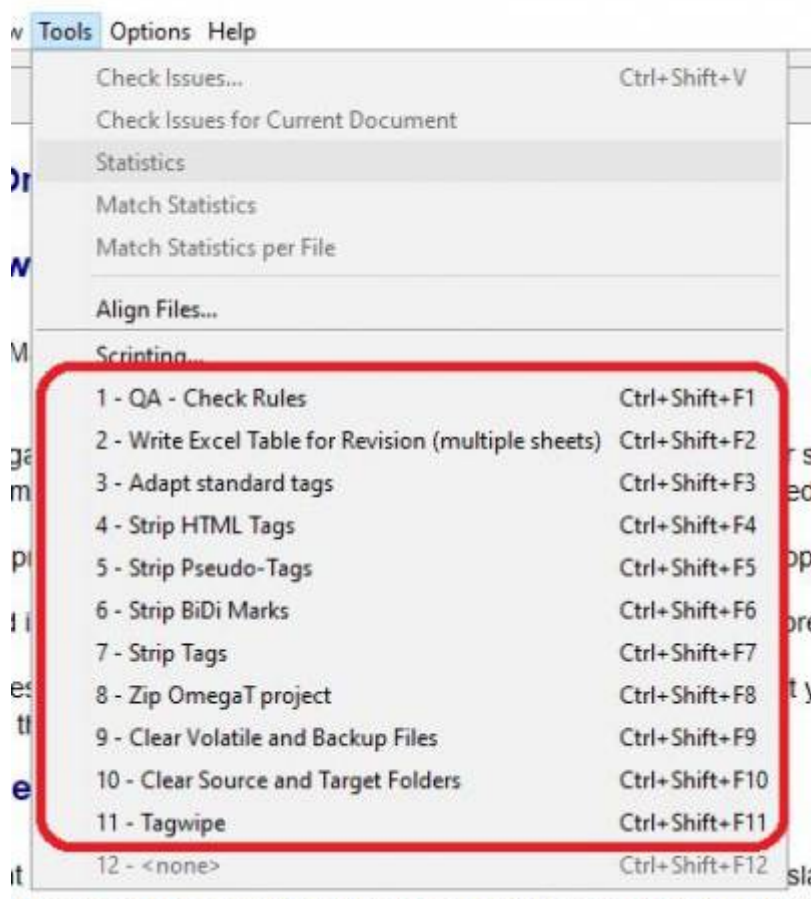 Tools Options Help
Check Issues... Ctrl+Shift+V
Check Issues for Current Document
Statistics
Match Statistics
Match Statistics per File
Align Files...
Scripting...
1 - QA - Check Rules Ctrl+Shift+F1
2 - Write Excel Table for Revision (multiple sheets) Ctrl+Shift+F2
3 - Adapt standard tags Ctrl+Shift+F3
4 - Strip HTML Tags Ctrl+Shift+F4
5 - Strip Pseudo-Tags Ctrl+Shift+F5
6 - Strip BiDi Marks Ctrl+Shift+F6
7 - Strip Tags Ctrl+Shift+F7
8 - Zip OmegaT project Ctrl+Shift+F8
9 - Clear Volatile and Backup Files Ctrl+Shift+F9
10 - Clear Source and Target Folders Ctrl+Shift+F10
11 - Tagwipe Ctrl+Shift+F11
12 - <none> Ctrl+Shift+F12